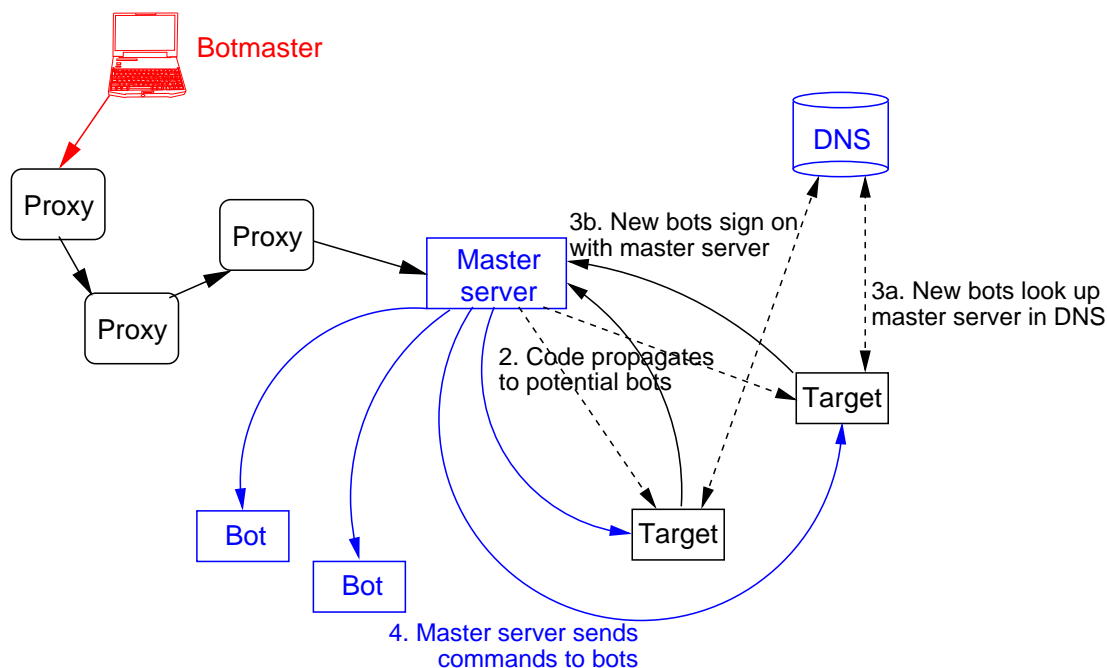 Botmaster
DNS
Proxy
Proxy
3b. New bots sign on
with master server
Master
server
3a. New bots look up
master server in DNS
Proxy
2. Code propagates
to potential bots
Target
Bot
Target
Bot
4. Master server sends
commands to bots